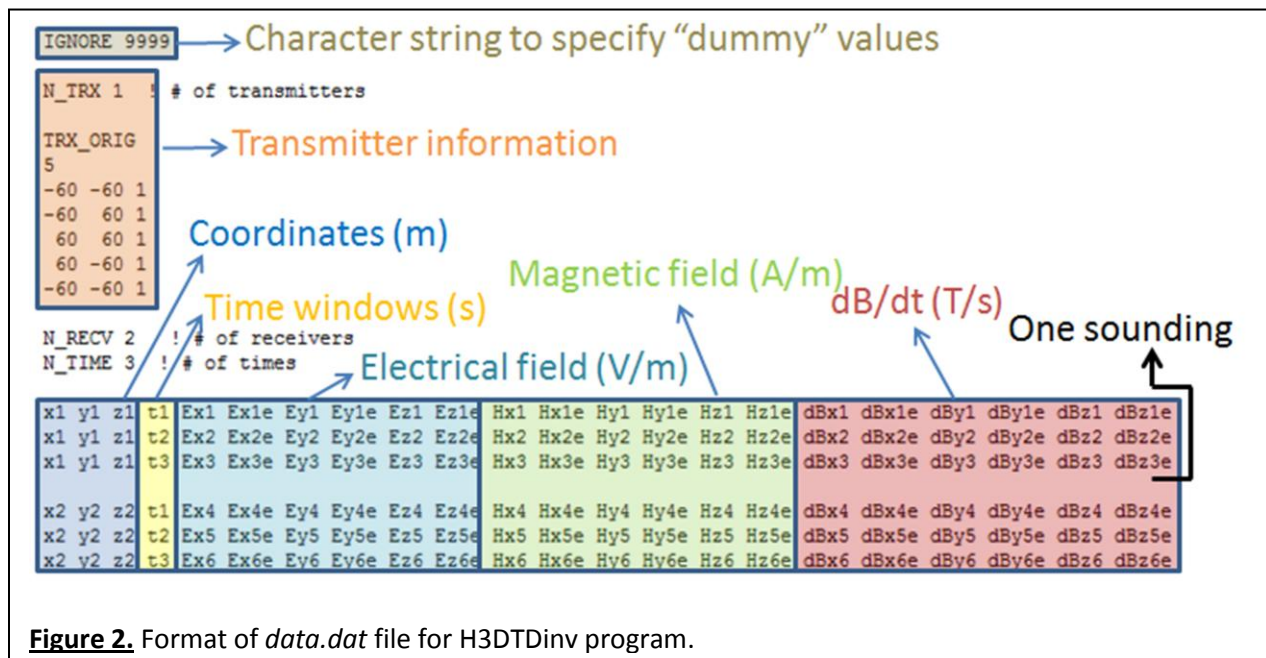 IGNORE 9999 Character string to specify “dummy” values
N_TRX 1 ! # of transmitters
TRX_ORIG
Transmitter information
5
-60 -60 1
-60 60 1
60 60 1
60 -60 1
-60 -60 1
Coordinates (m)
Magnetic field (A/m)
Time windows (s)
dB/dt (T/s)
One sounding
N_RECV 2 ! # of receivers
N_TIME 3 ! # of times
Electrical field (V/m)
x1 y1 z1 t1 Ex1 Ex1e Ey1 Ey1e Ez1 Ez1e Hx1 Hx1e Hy1 Hy1e Hz1 Hz1e dBx1 dBx1e dBy1 dBy1e dBz1 dBz1e
x1 y1 z1 t2 Ex2 Ex2e Ey2 Ey2e Ez2 Ez2e Hx2 Hx2e Hy2 Hy2e Hz2 Hz2e dBx2 dBx2e dBy2 dBy2e dBz2 dBz2e
x1 y1 z1 t3 Ex3 Ex3e Ey3 Ey3e Ez3 Ez3e Hx3 Hx3e Hy3 Hy3e Hz3 Hz3e dBx3 dBx3e dBy3 dBy3e dBz3 dBz3e
x2 y2 z2 t1 Ex4 Ex4e Ey4 Ey4e Ez4 Ez4e Hx4 Hx4e Hy4 Hy4e Hz4 Hz4e dBx4 dBx4e dBy4 dBy4e dBz4 dBz4e
x2 y2 z2 t2 Ex5 Ex5e Ey5 Ey5e Ez5 Ez5e Hx5 Hx5e Hy5 Hy5e Hz5 Hz5e dBx5 dBx5e dBy5 dBy5e dBz5 dBz5e
x2 y2 z2 t3 Ex6 Ex6e Ey6 Ey6e Ez6 Ez6e Hx6 Hx6e Hy6 Hy6e Hz6 Hz6e dBx6 dBx6e dBy6 dBy6e dBz6 dBz6e
Figure 2. Format of data.dat file for H3DTDinv program.